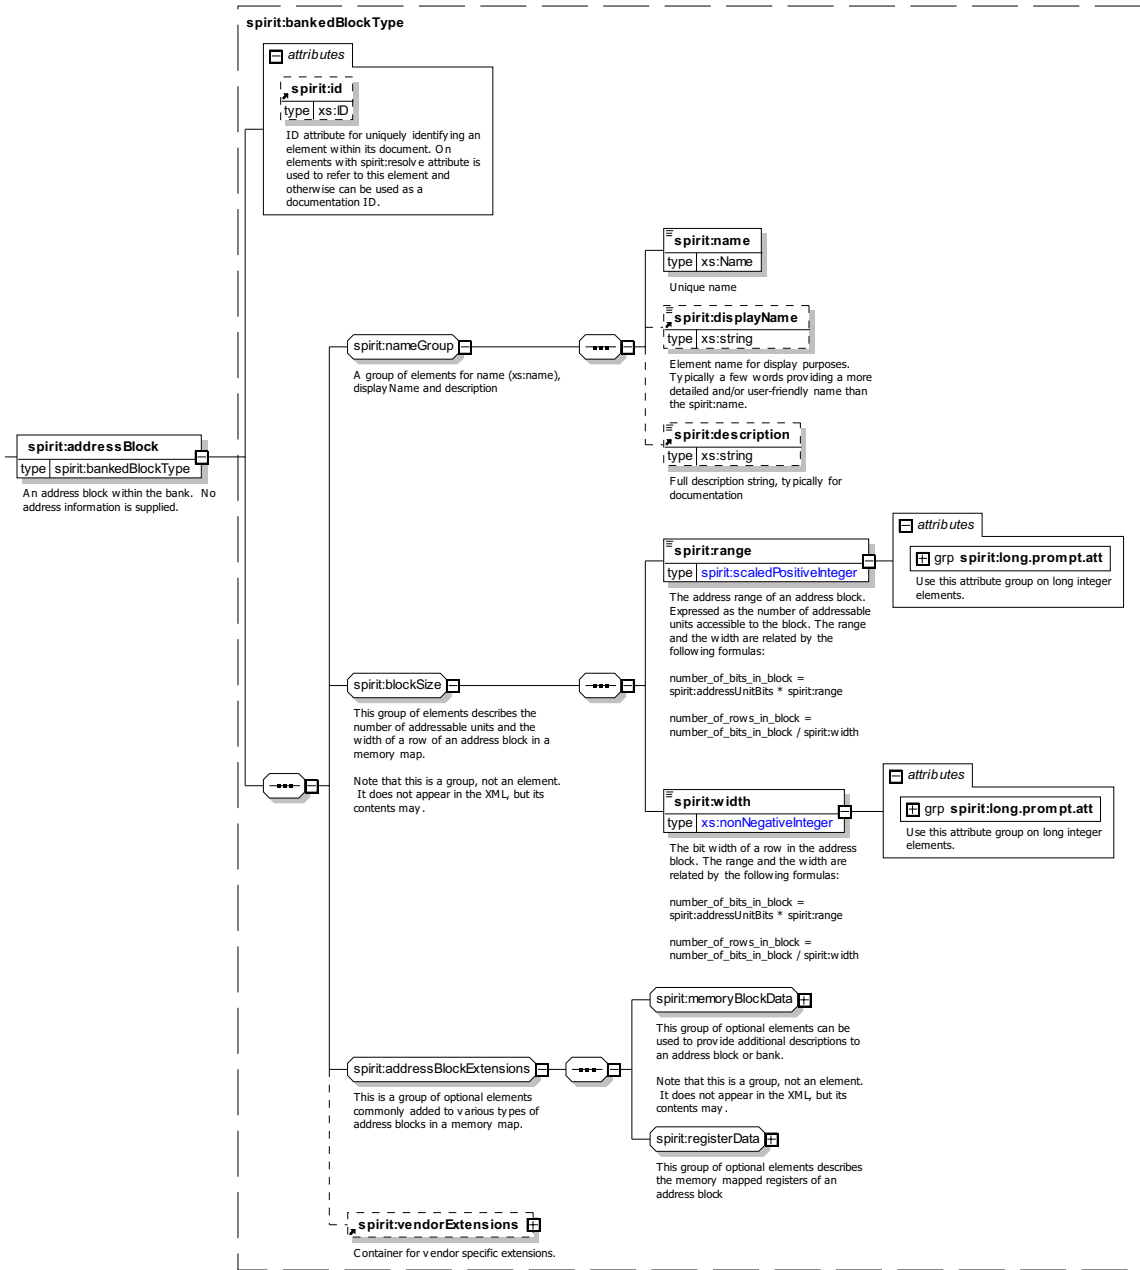 spirit:bankedBlockType
attributes
spirit:id
type xs:ID
ID attribute for uniquely identifying an
element within its document. On
elements with spirit:resolve attribute is
used to refer to this element and
otherwise can be used as a
documentation ID.
spirit:name
type xs:Name
Unique name
spirit:displayName
type xs:string
Element name for display purposes.
Typically a few words providing a more
detailed and/or user-friendly name than
the spirit:name.
spirit:nameGroup
A group of elements for name (xs:name),
displayName and description
spirit:description
type xs:string
Full description string, typically for
documentation
spirit:addressBlock
type spirit:bankedBlockType
An address block within the bank. No
address information is supplied.
attributes
grp spirit:long.prompt.att
Use this attribute group on long integer
elements.
spirit:range
type spirit:scaledPositiveInteger
The address range of an address block.
Expressed as the number of addressable
units accessible to the block. The range
and the width are related by the
following formulas:
number_of_bits_in_block =
spirit:addressUnitBits * spirit:range
number_of_rows_in_block =
number_of_bits_in_block / spirit:width
spirit:blockSize
This group of elements describes the
number of addressable units and the
width of a row of an address block in a
memory map.
Note that this is a group, not an element.
It does not appear in the XML, but its
contents may.
attributes
grp spirit:long.prompt.att
Use this attribute group on long integer
elements.
spirit:width
type xs:nonNegativeInteger
The bit width of a row in the address
block. The range and the width are
related by the following formulas:
number_of_bits_in_block =
spirit:addressUnitBits * spirit:range
number_of_rows_in_block =
number_of_bits_in_block / spirit:width
spirit:memoryBlockData
This group of optional elements can be
used to provide additional descriptions to
an address block or bank.
Note that this is a group, not an element.
It does not appear in the XML, but its
contents may.
spirit:addressBlockExtensions
This is a group of optional elements
commonly added to various types of
address blocks in a memory map.
spirit:registerData
This group of optional elements describes
the memory mapped registers of an
address block
spirit:vendorExtensions
Container for vendor specific extensions.